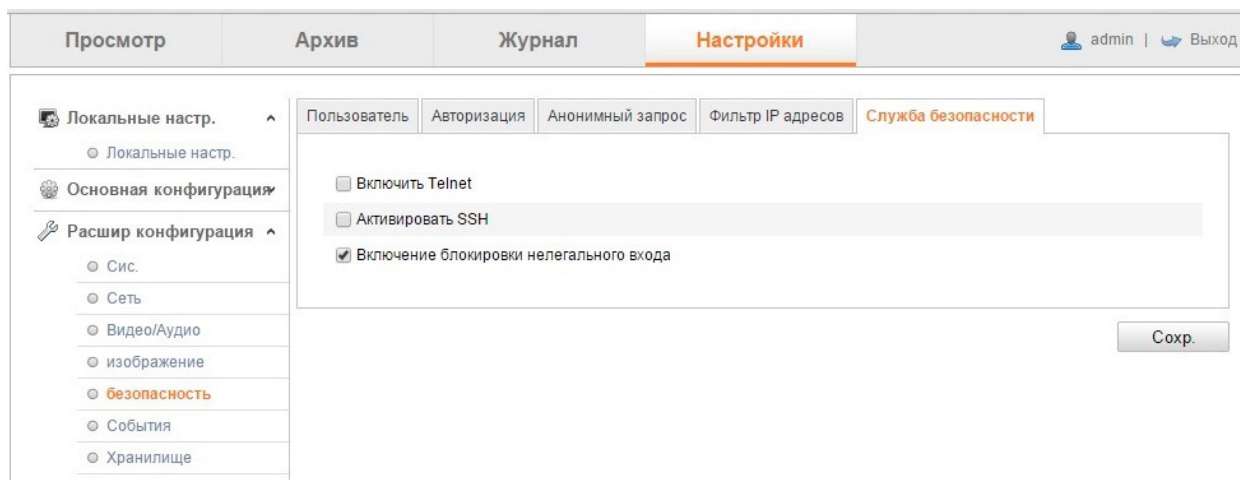 Просмотр Архив Журнал Настройки admin | Выход
Локальные настр.
Локальные настр.
Основная конфигурация
Расшир конфигурация
Сис.
Сеть
Видео/Аудио
изображение
безопасность
События
Хранилище
Пользователь Авторизация Анонимный запрос Фильтр IP адресов Служба безопасности
Включить Telnet
Активировать SSH
Включение блокировки нелегального входа
Сохр.